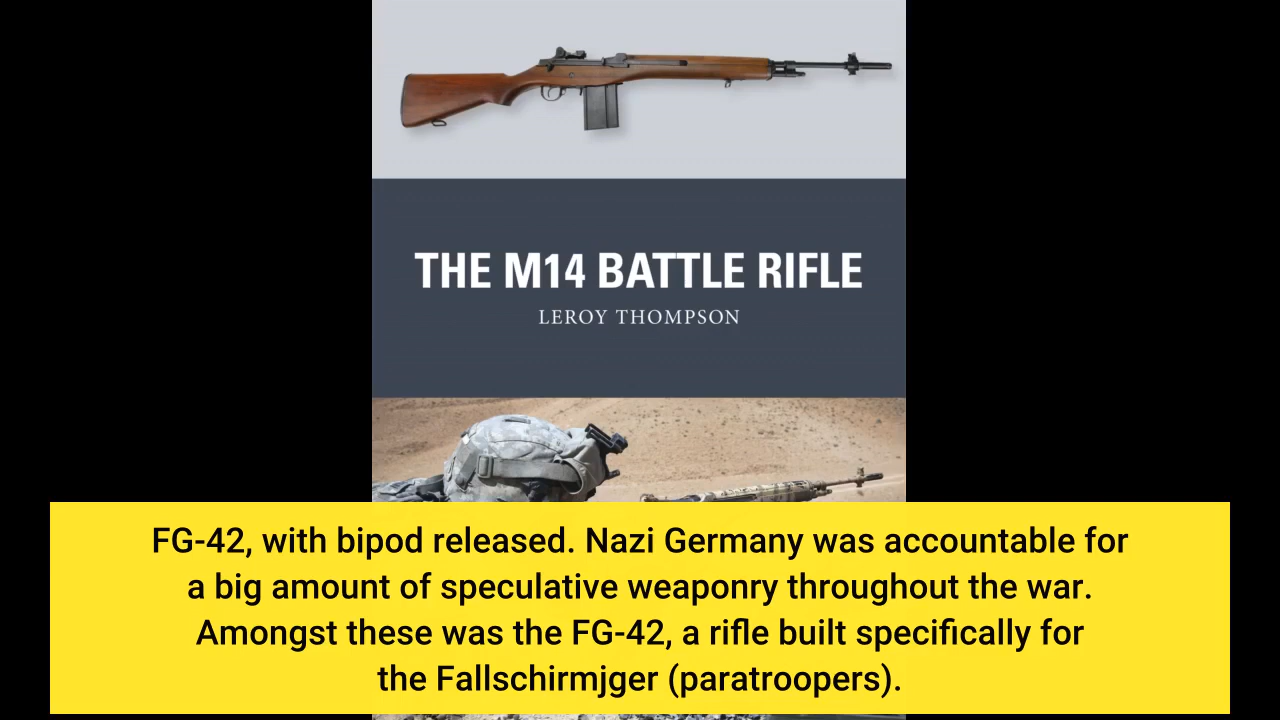 THE M14 BATTLE RIFLE
LEROY THOMPSON
FG-42, with bipod released. Nazi Germany was accountable for
a big amount of speculative weaponry throughout the war.
Amongst these was the FG-42, a rifle built specifically for
the Fallschirmjger (paratroopers).